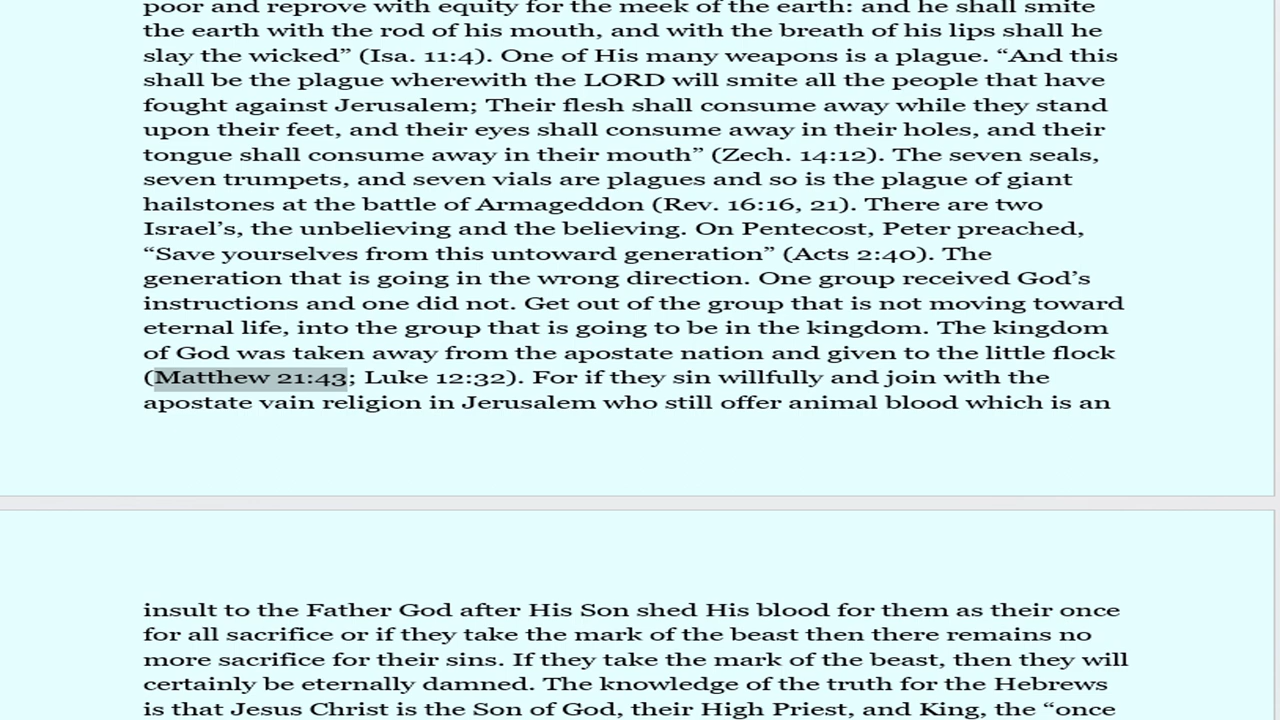 poor and reprove with equity for the meek of the earth: and he shall smite
the earth with the rod of his mouth, and with the breath of his lips shall he
slay the wicked” (Isa. 11:4). One of His many weapons is a plague. “And this
shall be the plague wherewith the LORD will smite all the people that have
fought against Jerusalem; Their flesh shall consume away while they stand
upon their feet, and their eyes shall consume away in their holes, and their
tongue shall consume away in their mouth” (Zech. 14:12). The seven seals,
seven trumpets, and seven vials are plagues and so is the plague of giant
hailstones at the battle of Armageddon (Rev. 16:16, 21). There are two
Israel’s, the unbelieving and the believing. On Pentecost, Peter preached,
“Save yourselves from this untoward generation” (Acts 2:40). The
generation that is going in the wrong direction. One group received God’s
instructions and one did not. Get out of the group that is not moving toward
eternal life, into the group that is going to be in the kingdom. The kingdom
of God was taken away from the apostate nation and given to the little flock
(Matthew 21:43; Luke 12:32). For if they sin willfully and join with the
apostate vain religion in Jerusalem who still offer animal blood which is an
insult to the Father God after His Son shed His blood for them as their once
for all sacrifice or if they take the mark of the beast then there remains no
more sacrifice for their sins. If they take the mark of the beast, then they will
certainly be eternally damned. The knowledge of the truth for the Hebrews
is that Jesus Christ is the Son of God, their High Priest, and King, the “once